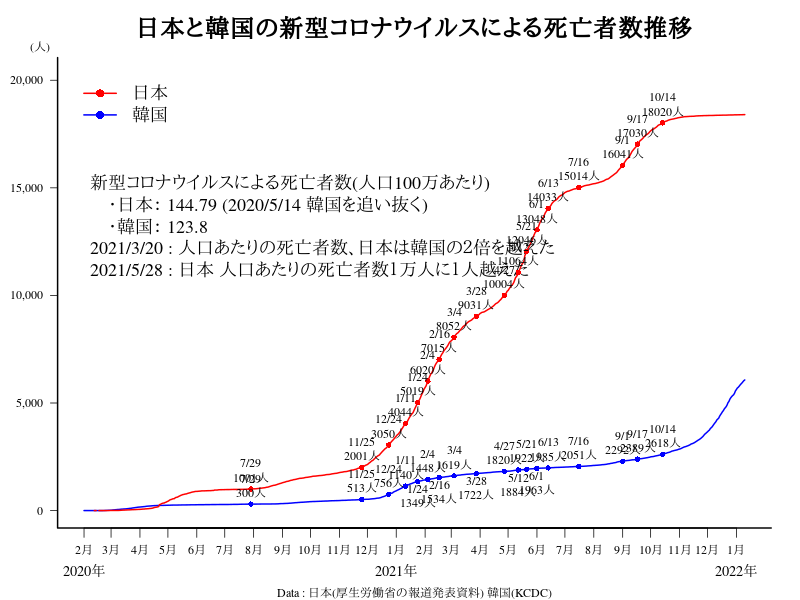 日本と韓国の新型コロナウイルスによる死亡者数推移
(人)
20,000
15,000
10,000
5,000
0
日本
韓国
新型コロナウイルスによる死亡者数(人口100万あたり)
・日本: 144.79 (2020/5/14 韓国を追い抜く)
・韓国: 123.8
2021/3/20 : 人口あたりの死亡者数、日本は韓国の2倍を越えた
2021/5/28 : 日本 人口あたりの死亡者数1万人に1人越えた
10/14
18020人
9/17
17030人
9/1
16041人
7/16
15014人
6/13
14033人
6/1
13048人
5/21
12046人
11064人
10004人
3/28
9031人
3/4
8052人
2/16
7015人
2/4
6020人
1/24
5019人
1/11
4044人
12/24
3050人
11/25
2001人
7/29
7/29
300人
11/25
513人
12/24
756人
1/11
1140人
1/24
1349人
2/4
1448人
2/16
1534人
3/4
1619人
3/28
1722人
4/27
1820人
5/12
1884人
5/21
1922人
6/1
1963人
6/13
1985人
7/16
2051人
9/1
2292人
9/17
2389人
10/14
2618人
2月 3月 4月 5月 6月 7月 8月 9月 10月 11月 12月 1月 2月 3月 4月 5月 6月 7月 8月 9月 10月 11月 12月 1月
2020年 2021年 2022年
Data : 日本(厚生労働省の報道発表資料) 韓国(KCDC)